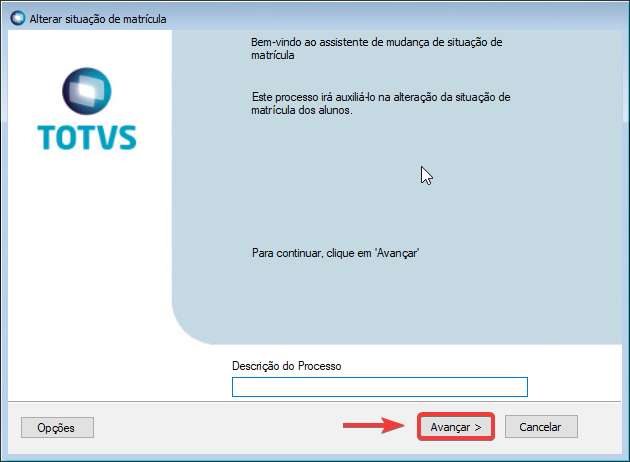 Alterar situação de matrícula
TOTVS
Bem-vindo ao assistente de mudança de situação de
matrícula
Este processo irá auxiliá-lo na alteração da situação de
matrícula dos alunos.
Para continuar, clique em 'Avançar'
Descrição do Processo
Opções
Avançar >
Cancelar